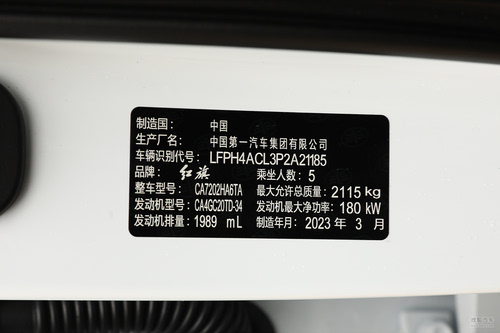 制造国： 中国
生产厂名： 中国第一汽车集团有限公司
车辆识别代号： LFPH4ACL3P2A21185
品牌： 红旗 乘坐人数： 5
整车型号： CA7202HA6TA 最大允许总质量： 2115 kg
发动机型号： CA4GC20TD-34 发动机最大净功率： 180 kW
发动机排量： 1989 mL 制造年月： 2023 年 3 月